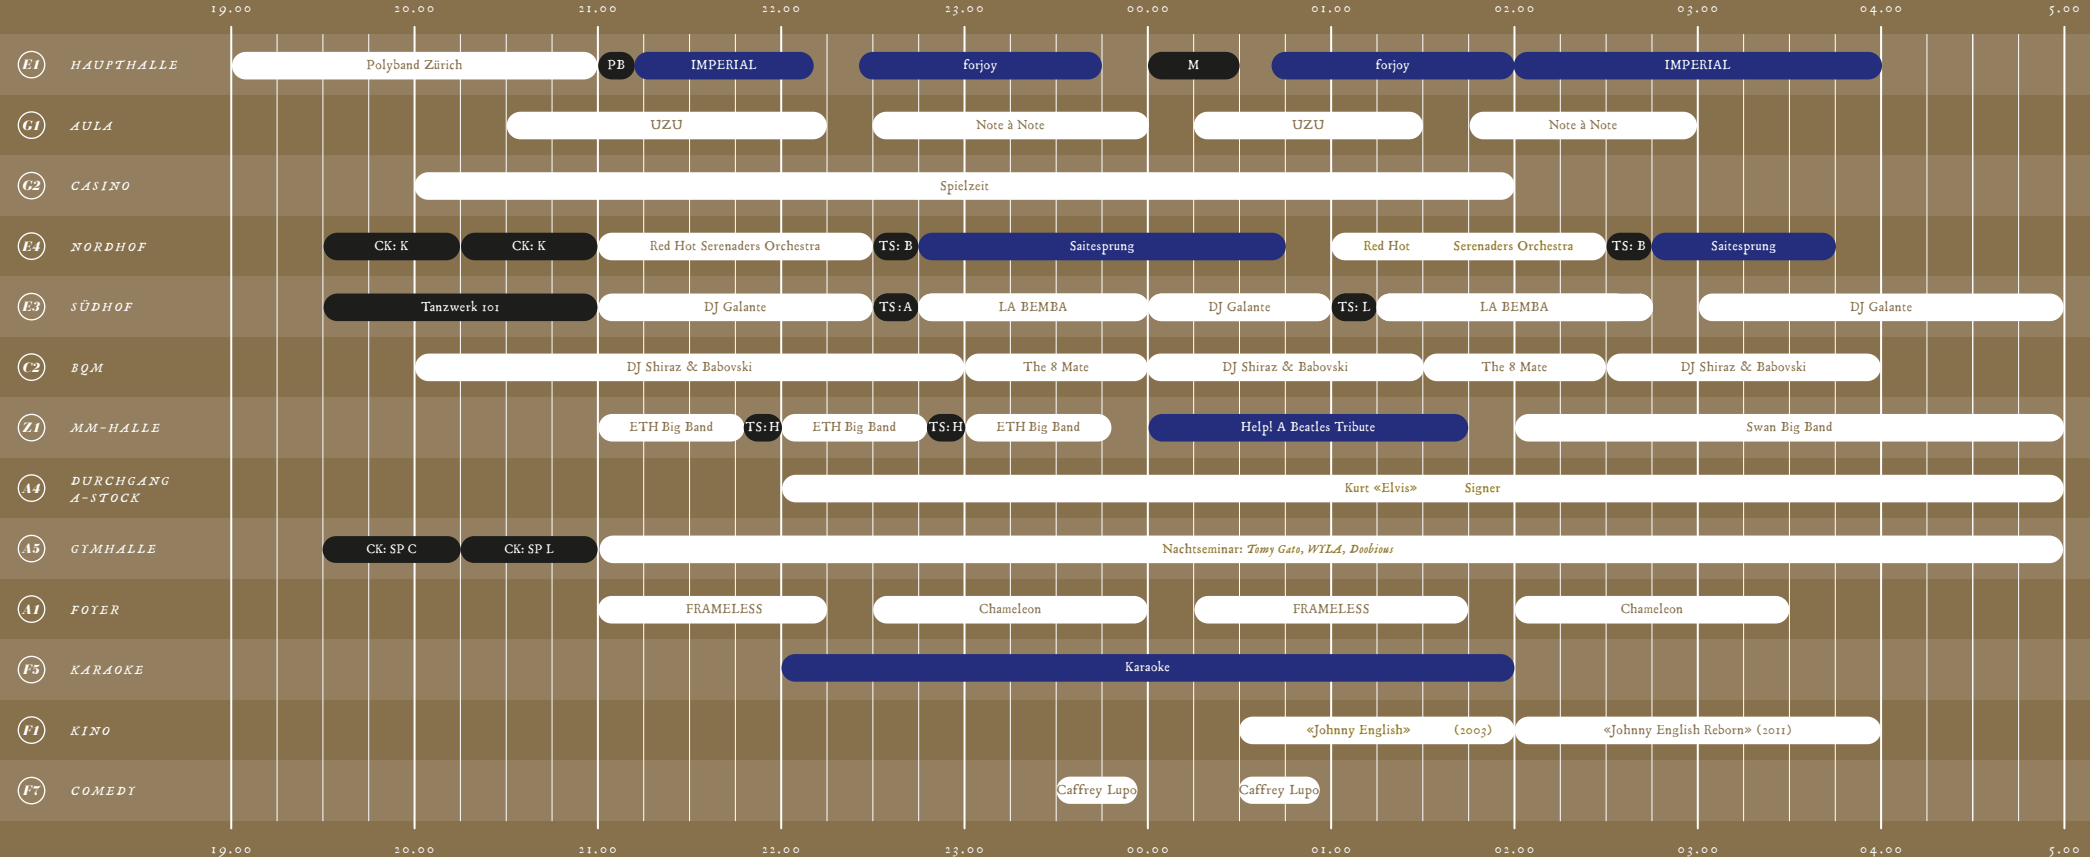 19.00 20.00 21.00 22.00 23.00 00.00 01.00 02.00 03.00 04.00 5.00
E1 HAUPTHALLE Polyband Zürich PB IMPERIAL forjoy M forjoy IMPERIAL
G1 AULA UZU Note à Note UZU Note à Note
G2 CASINO Spielzeit
E4 NORDHOF CK: K CK: K Red Hot Serenaders Orchestra TS: B Saitesprung Red Hot Serenaders Orchestra TS: B Saitesprung
E3 SÜDHOF Tanzwerk 101 DJ Galante TS: A LA BEMBA DJ Galante TS: L LA BEMBA DJ Galante
C2 BQM DJ Shiraz & Babovski The 8 Mate DJ Shiraz & Babovski The 8 Mate DJ Shiraz & Babovski
Z1 MM-HALLE ETH Big Band TS: H ETH Big Band TS: H ETH Big Band Help! A Beatles Tribute Swan Big Band
A4 DURCHGANG
A-STOCK Kurt «Elvis» Signer
A5 GYMHALLE CK: SP C CK: SP L Nachtseminar: Tomy Gato, WYLA, Doobious
A1 FOYER FRAMELESS Chameleon FRAMELESS Chameleon
F5 KARAOKE Karaoke
F1 KINO «Johnny English» (2003) «Johnny English Reborn» (2011)
F7 COMEDY Caffrey Lupo Caffrey Lupo
19.00 20.00 21.00 22.00 23.00 00.00 01.00 02.00 03.00 04.00 5.00